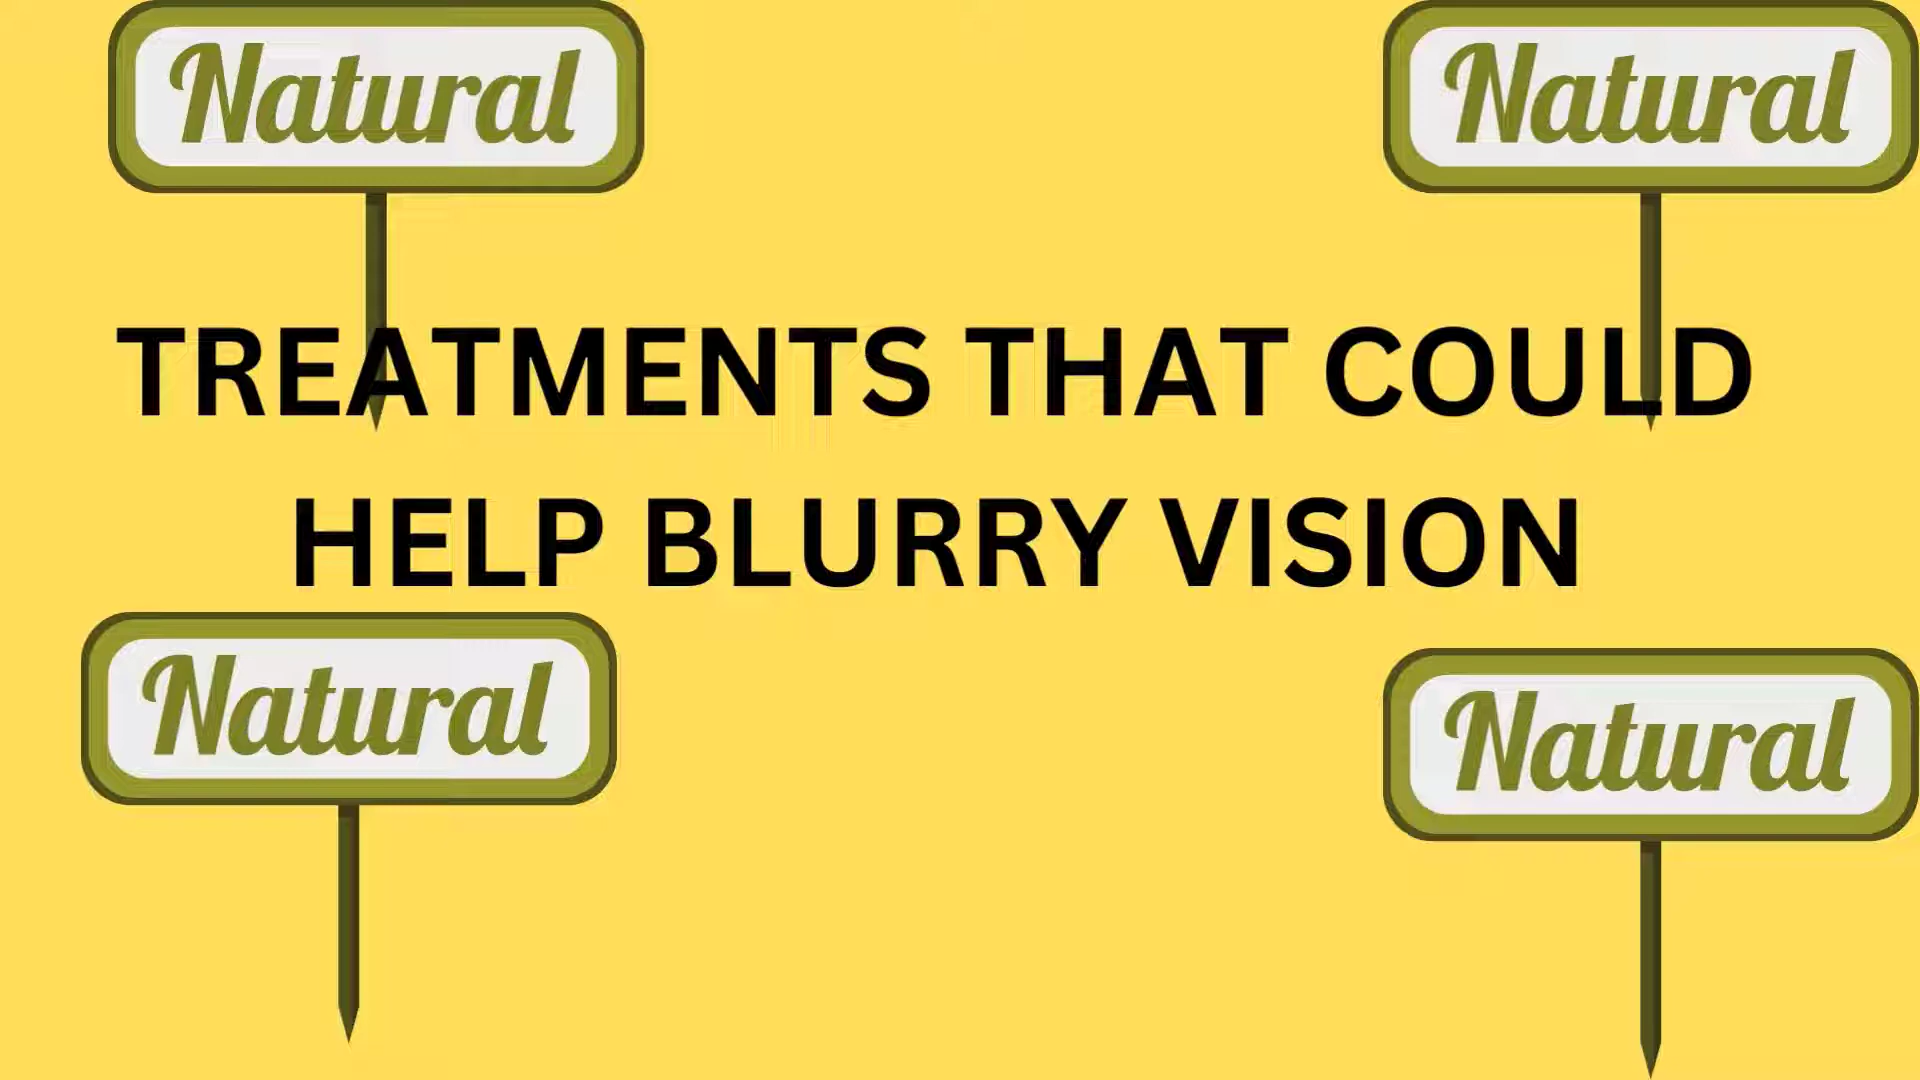 Natural
Natural
TREATMENTS THAT COULD
HELP BLURRY VISION
Natural
Natural